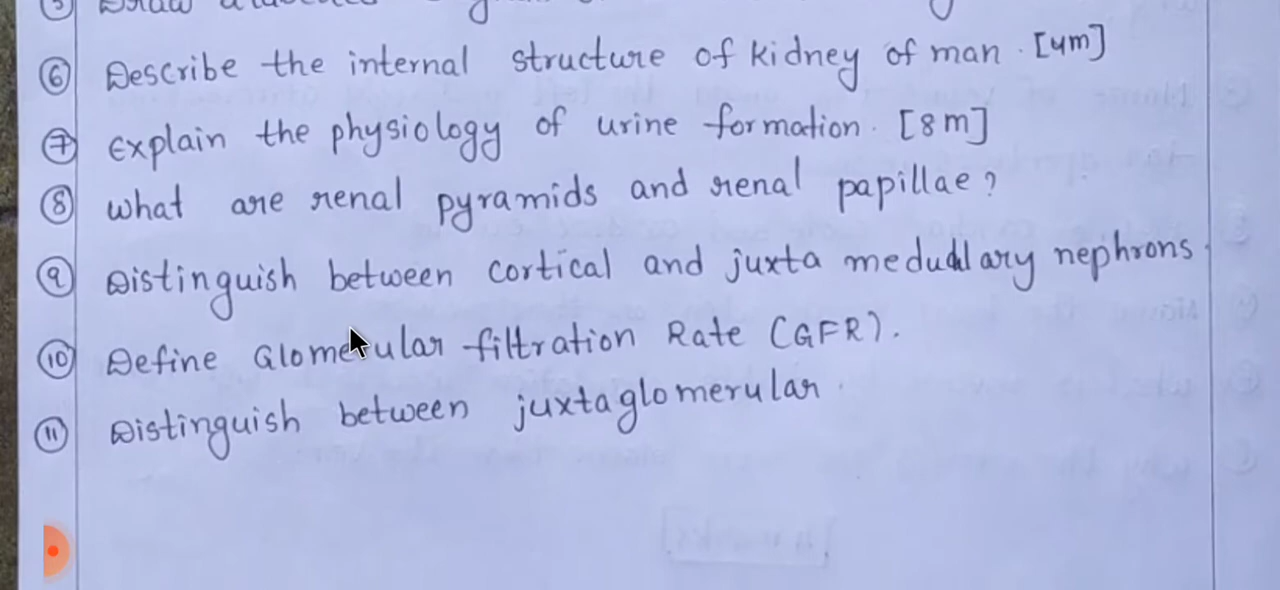 ⑥ Describe the internal structure of kidney of man. [4m]
⑦ Explain the physiology of urine formation. [8m]
⑧ what are renal pyramids and renal papillae?
⑨ Distinguish between cortical and juxta medullary nephrons.
⑩ Define Glomerular filtration Rate (GFR).
⑪ Distinguish between juxtaglomerular.